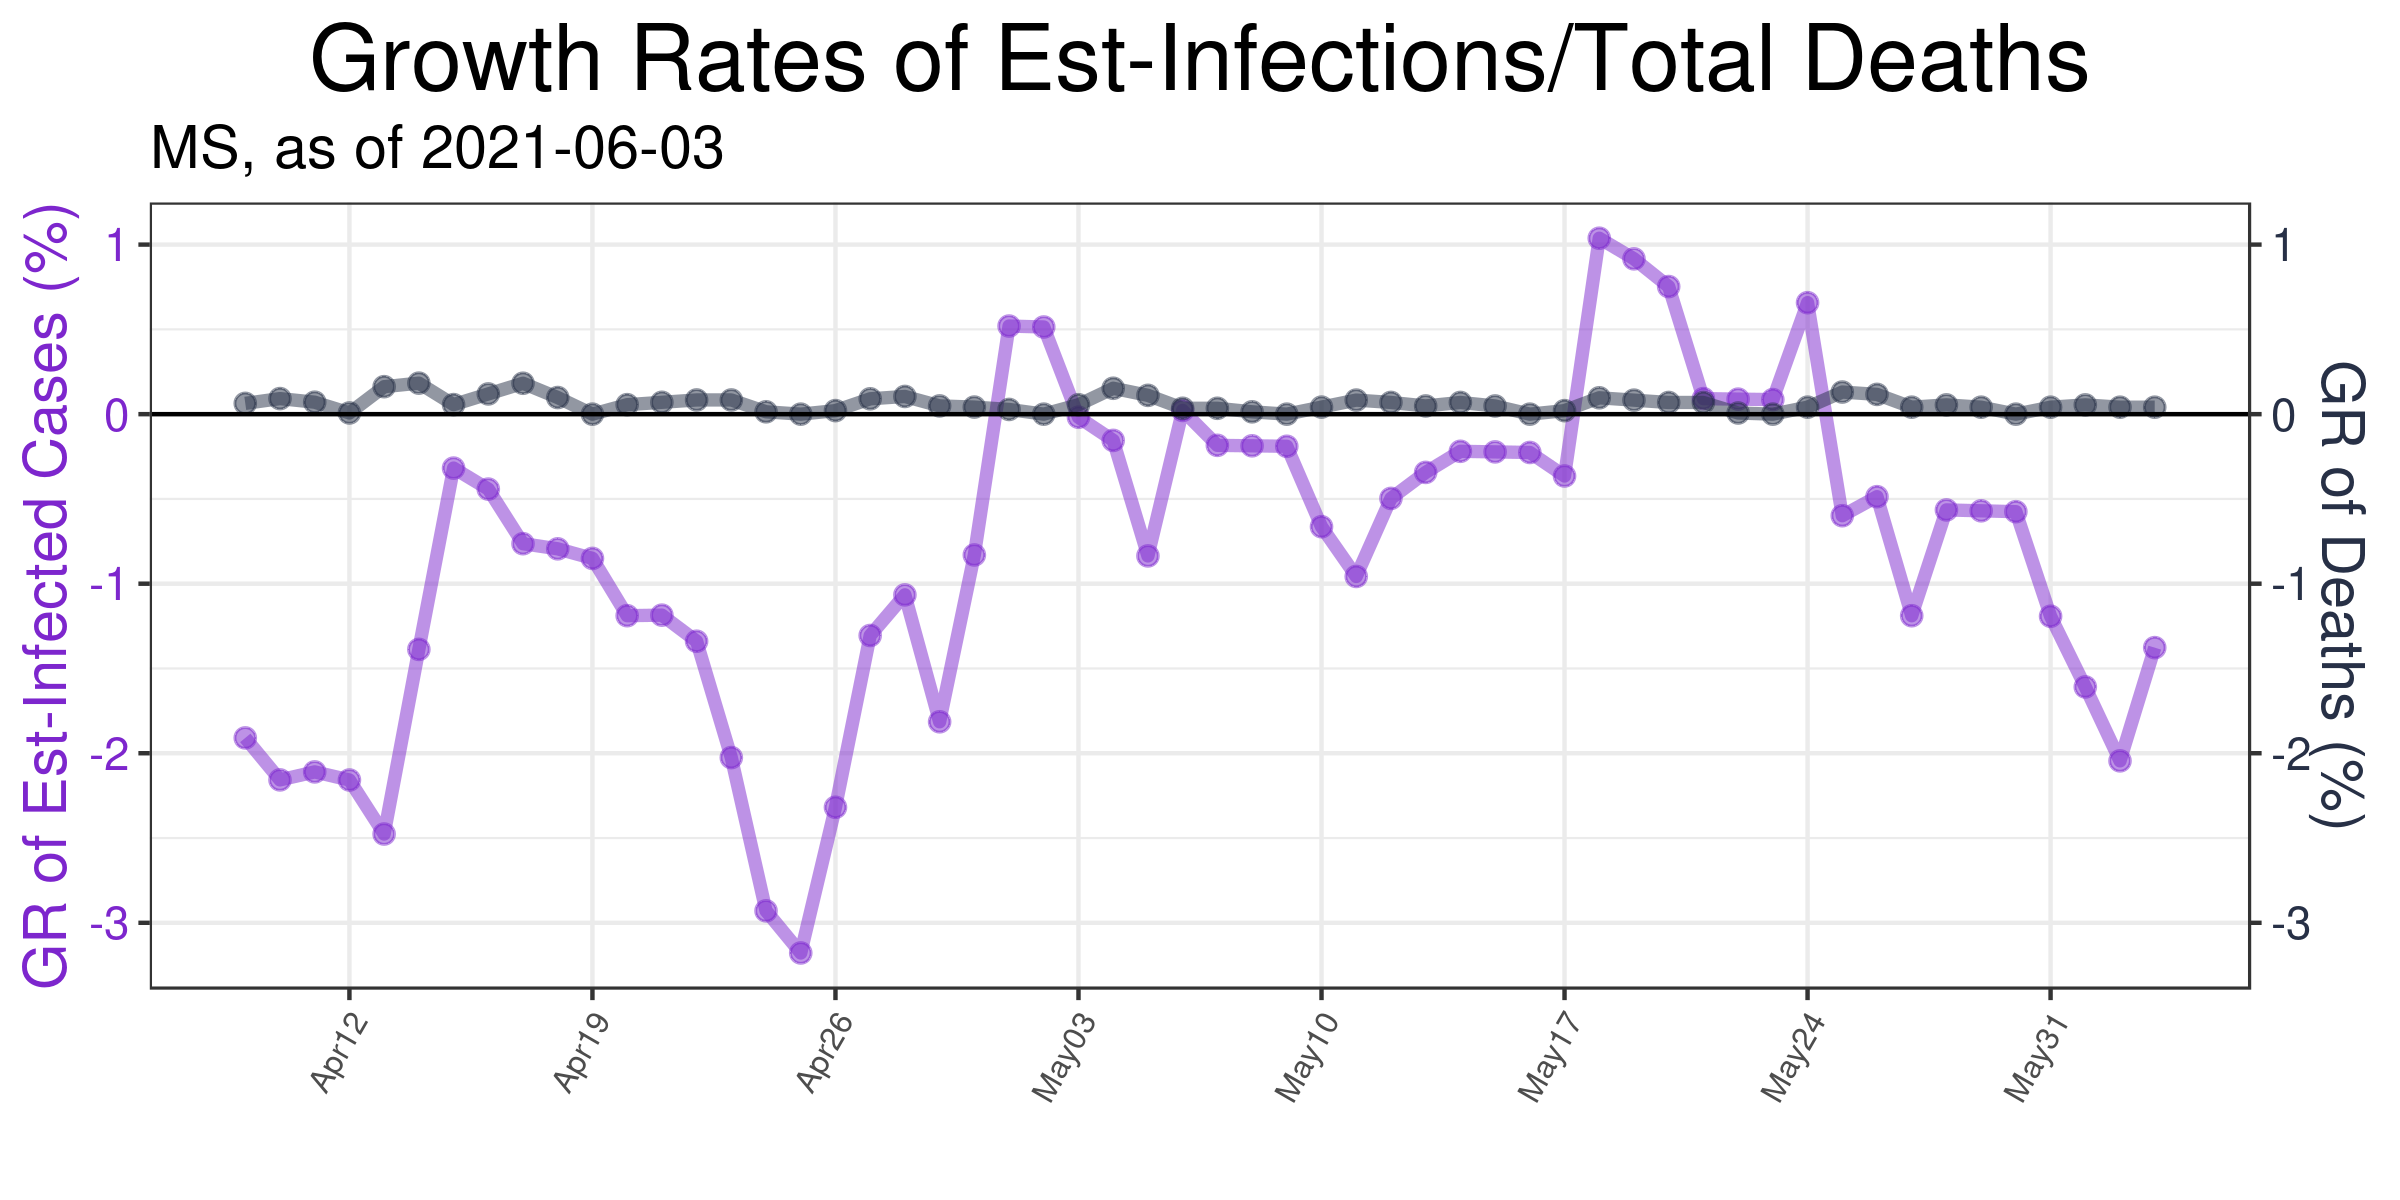 Growth Rates of Est-Infections/Total Deaths
MS, as of 2021-06-03
GR of Est-Infected Cases (%)
1
0
-1
-2
-3
1
0
-1
-2
-3
GR of Deaths (%)
Apr12
Apr19
Apr26
May03
May10
May17
May24
May31